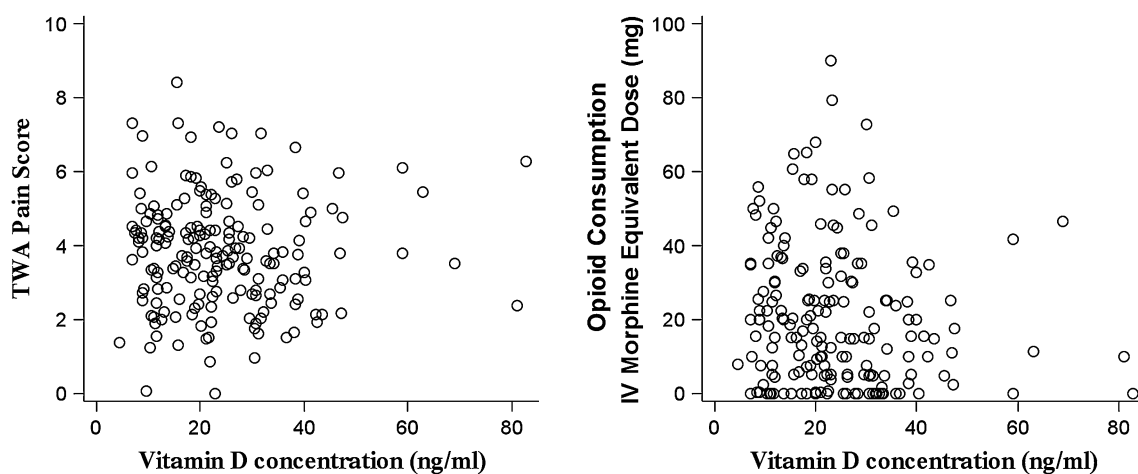 TWA Pain Score
10
8
6
4
2
0
0 20 40 60 80
Vitamin D concentration (ng/ml)
Opioid Consumption
IV Morphine Equivalent Dose (mg)
100
80
60
40
20
0
0 20 40 60 80
Vitamin D concentration (ng/ml)